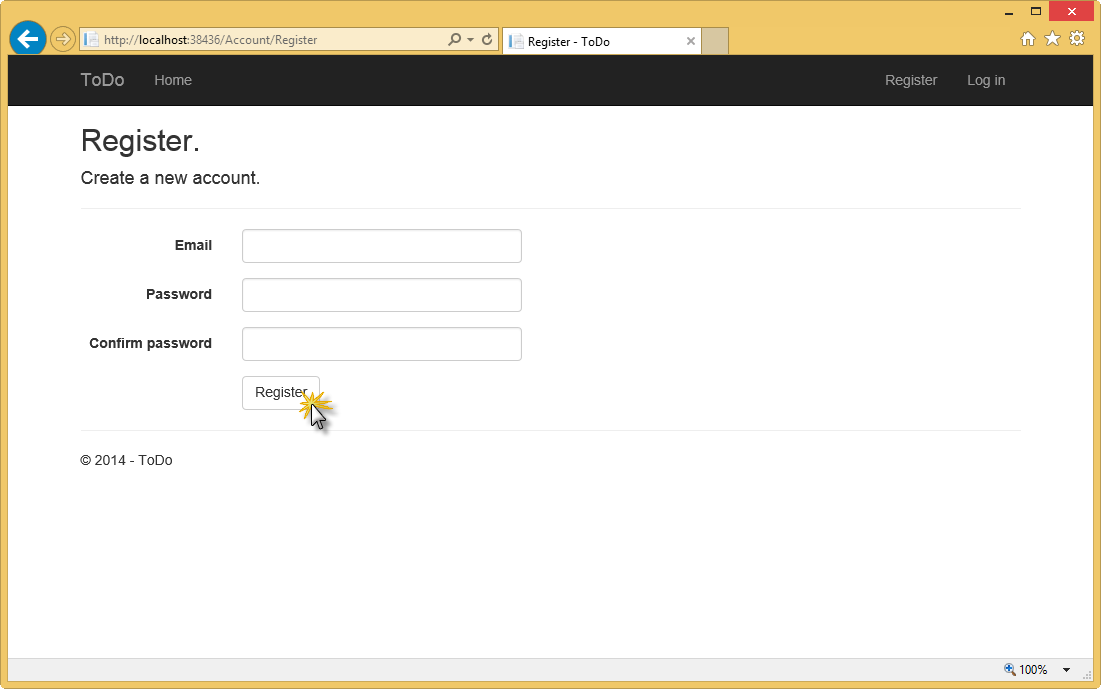 http://localhost:38436/Account/Register
Register - ToDo
ToDo Home Register Log in
Register.
Create a new account.
Email
Password
Confirm password
Register
© 2014 - ToDo
100%